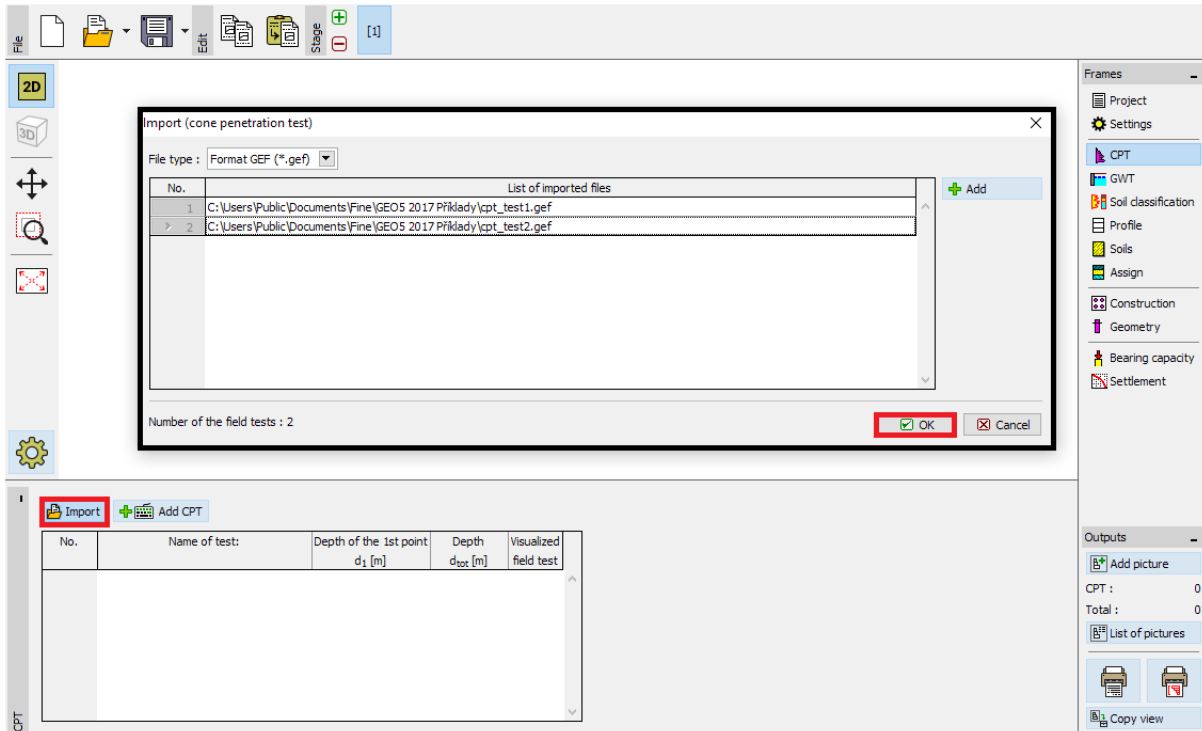 File
Edit
Stage
[1]
2D
3D
Import (cone penetration test)
File type : Format GEF (*.gef)
No. List of imported files
Add
1 C:\Users\Public\Documents\Fine\GEO5 2017 Příklady\cpt_test1.gef
2 C:\Users\Public\Documents\Fine\GEO5 2017 Příklady\cpt_test2.gef
Number of the field tests : 2
OK
Cancel
Frames
Project
Settings
CPT
GWT
Soil classification
Profile
Soils
Assign
Construction
Geometry
Bearing capacity
Settlement
CPT
Import
Add CPT
No. Name of test: Depth of the 1st point Depth Visualized
d1 [m] dtot [m] field test
Outputs
Add picture
CPT : 0
Total : 0
List of pictures
Copy view